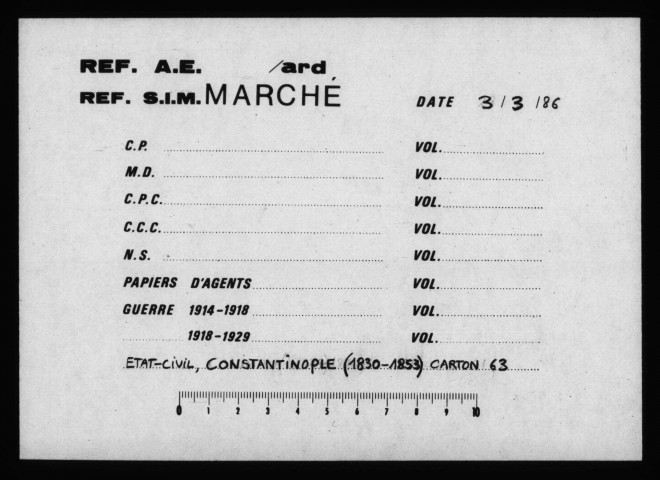 REF. A.E. /ard
REF. S.I.M. MARCHÉ DATE 3/3/86
C.P. VOL.
M.D. VOL.
C.P.C. VOL.
C.C.C. VOL.
N.S. VOL.
PAPIERS D'AGENTS VOL.
GUERRE 1914-1918 VOL.
1918-1929 VOL.
ETAT-CIVIL, CONSTANTINOPLE (1830-1853) CARTON 63
0 1 2 3 4 5 6 7 8 9 10